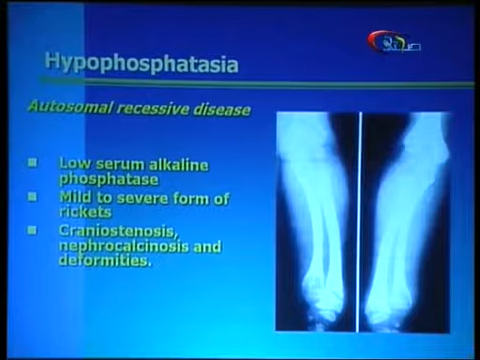 Hypophosphatasia
Autosomal recessive disease
Low serum alkaline
phosphatase
Mild to severe form of
rickets
Craniostenosis,
nephrocalcinosis and
deformities.